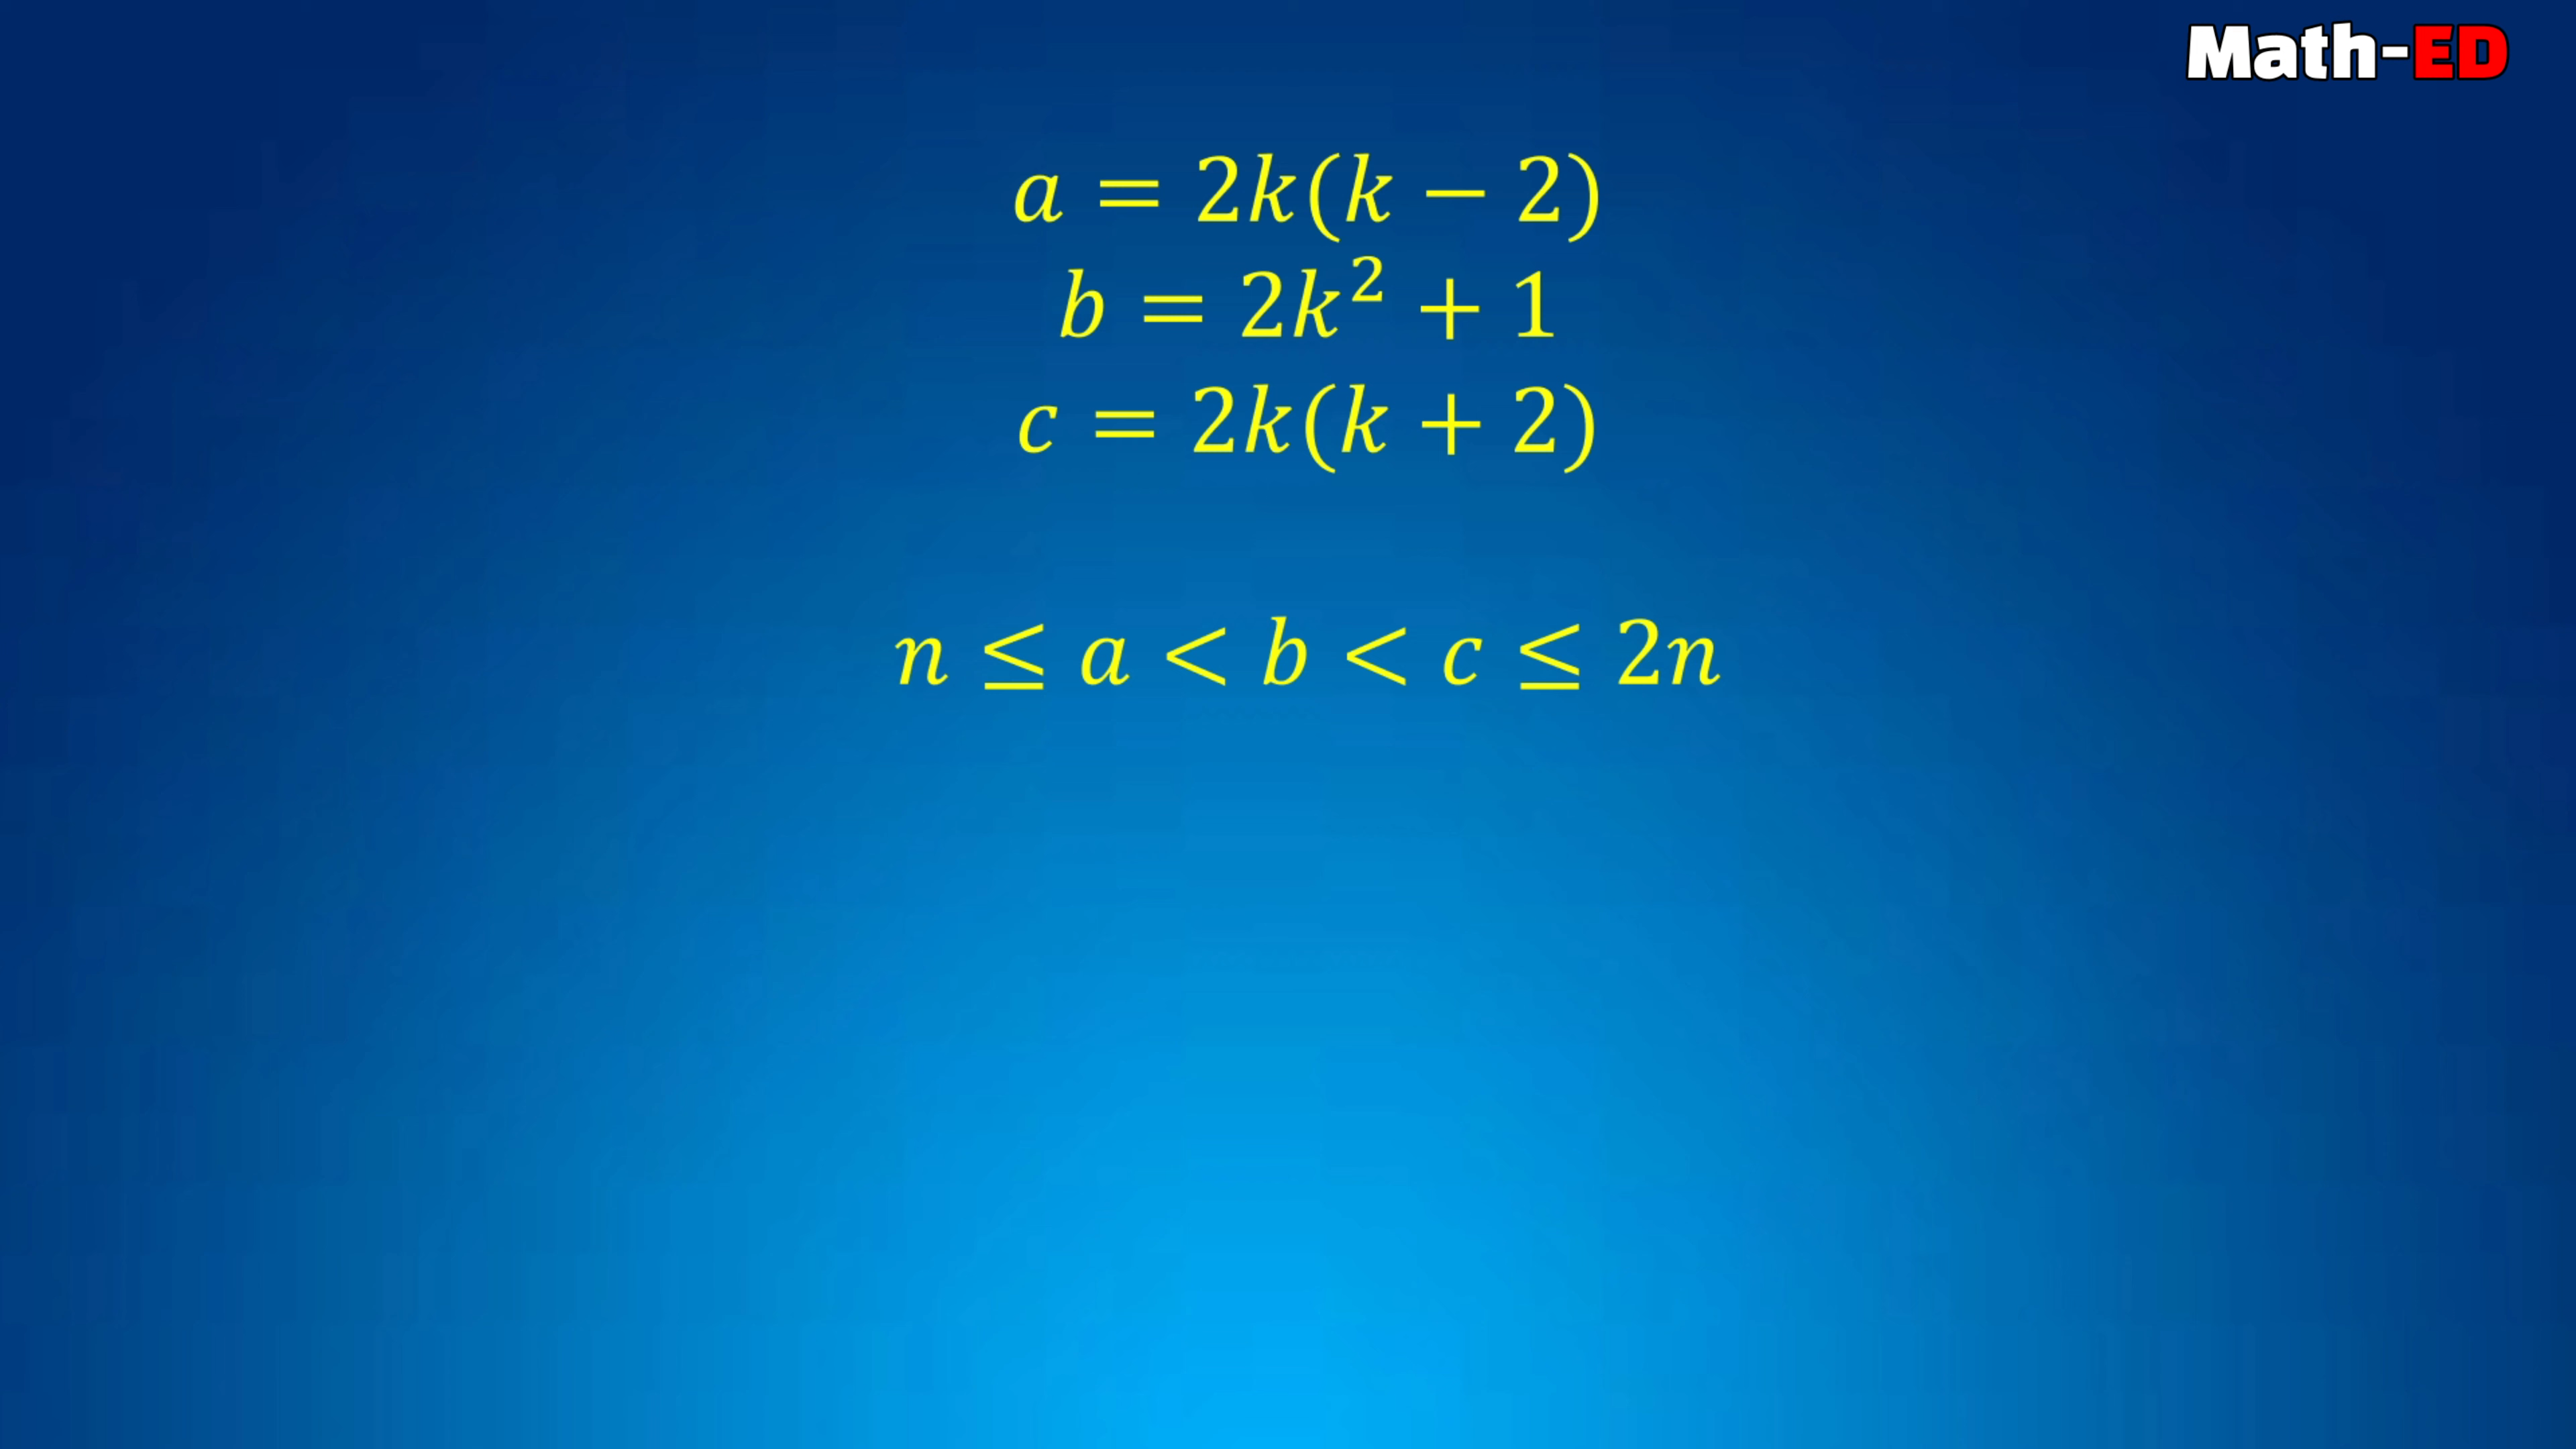 Math-ED
a = 2k(k − 2)
b = 2k² + 1
c = 2k(k + 2)
n ≤ a < b < c ≤ 2n